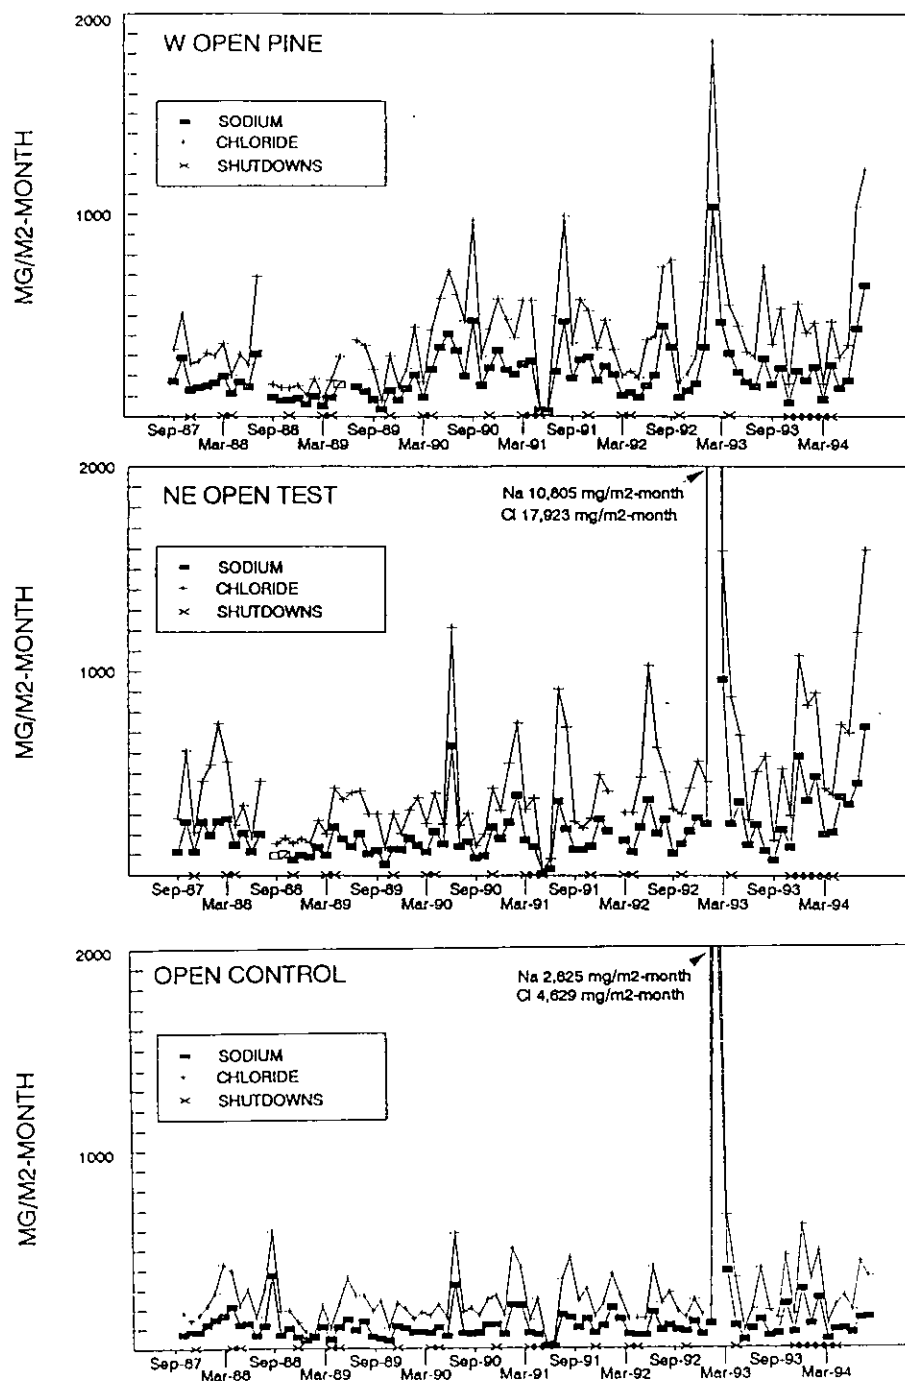 2000
W OPEN PINE
SODIUM
CHLORIDE
SHUTDOWNS
1000
MG/M2-MONTH
Sep-87 Sep-88 Sep-89 Sep-90 Sep-91 Sep-92 Sep-93
Mar-88 Mar-89 Mar-90 Mar-91 Mar-92 Mar-93 Mar-94
2000
NE OPEN TEST
Na 10,805 mg/m2-month
Cl 17,923 mg/m2-month
SODIUM
CHLORIDE
SHUTDOWNS
1000
MG/M2-MONTH
Sep-87 Sep-88 Sep-89 Sep-90 Sep-91 Sep-92 Sep-93
Mar-88 Mar-89 Mar-90 Mar-91 Mar-92 Mar-93 Mar-94
2000
OPEN CONTROL
Na 2,825 mg/m2-month
Cl 4,629 mg/m2-month
SODIUM
CHLORIDE
SHUTDOWNS
1000
MG/M2-MONTH
Sep-87 Sep-88 Sep-89 Sep-90 Sep-91 Sep-92 Sep-93
Mar-88 Mar-89 Mar-90 Mar-91 Mar-92 Mar-93 Mar-94